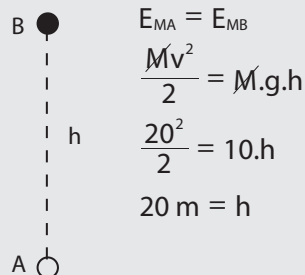 B
h
A
E_MA = E_MB
Mv²/2 = M.g.h
20²/2 = 10.h
20 m = h